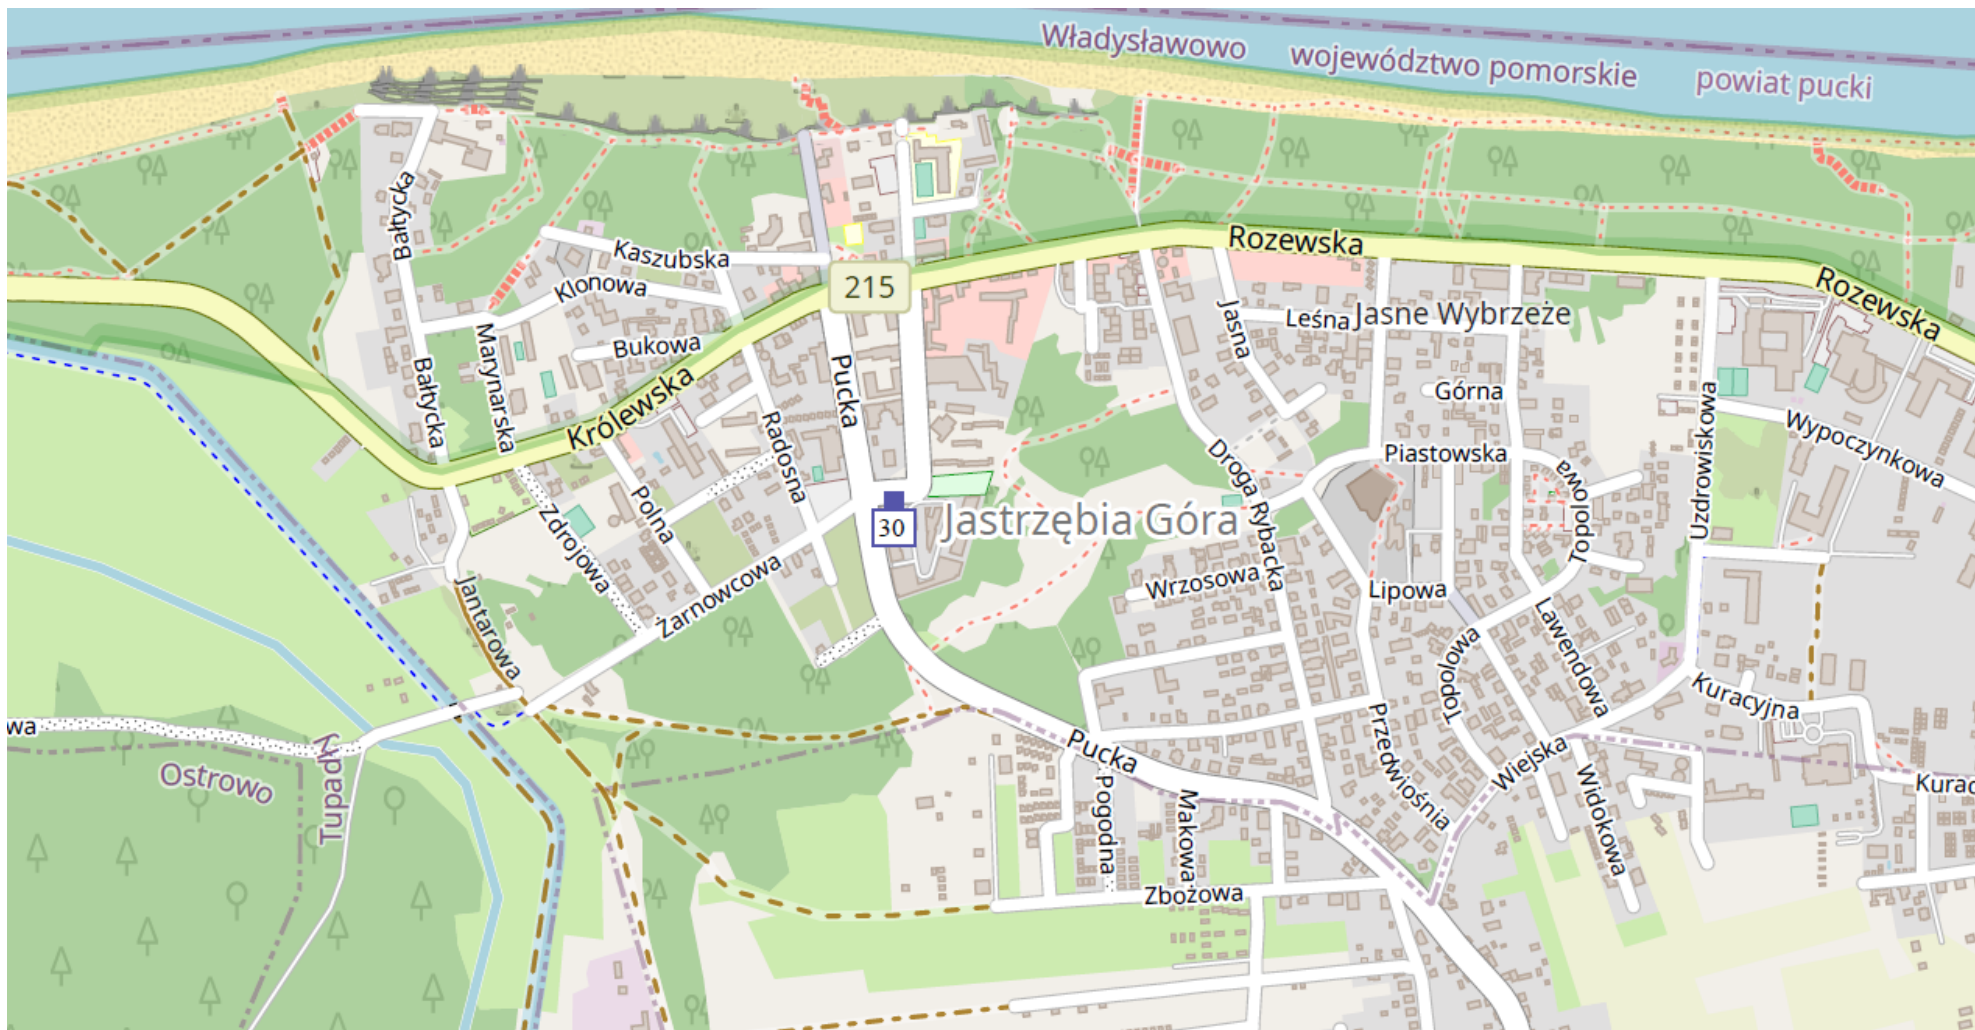 Władysławowo
województwo pomorskie
powiat pucki
Bałtycka
Kaszubska
Klonowa
Rozewska
215
Rozewska
Bukowa
Jasna
Leśna
Jasne Wybrzeże
Bałtycka
Marynarska
Królewska
Pucka
Radosna
Górna
Piastowska
Uzdrowiskowa
Wypoczynkowa
Droga Rybacka
Topolowa
Polna
Zdrojowa
30
Jastrzębia Góra
Żarnowcowa
Wrzosowa
Lipowa
Jantarowa
Lawendowa
Topolowa
Kuracyjna
wa
Tupadły
Ostrowo
Pucka
Przedwiośnia
Wiejska
Widokowa
Kurac
Pogodna
Makowa
Zbożowa